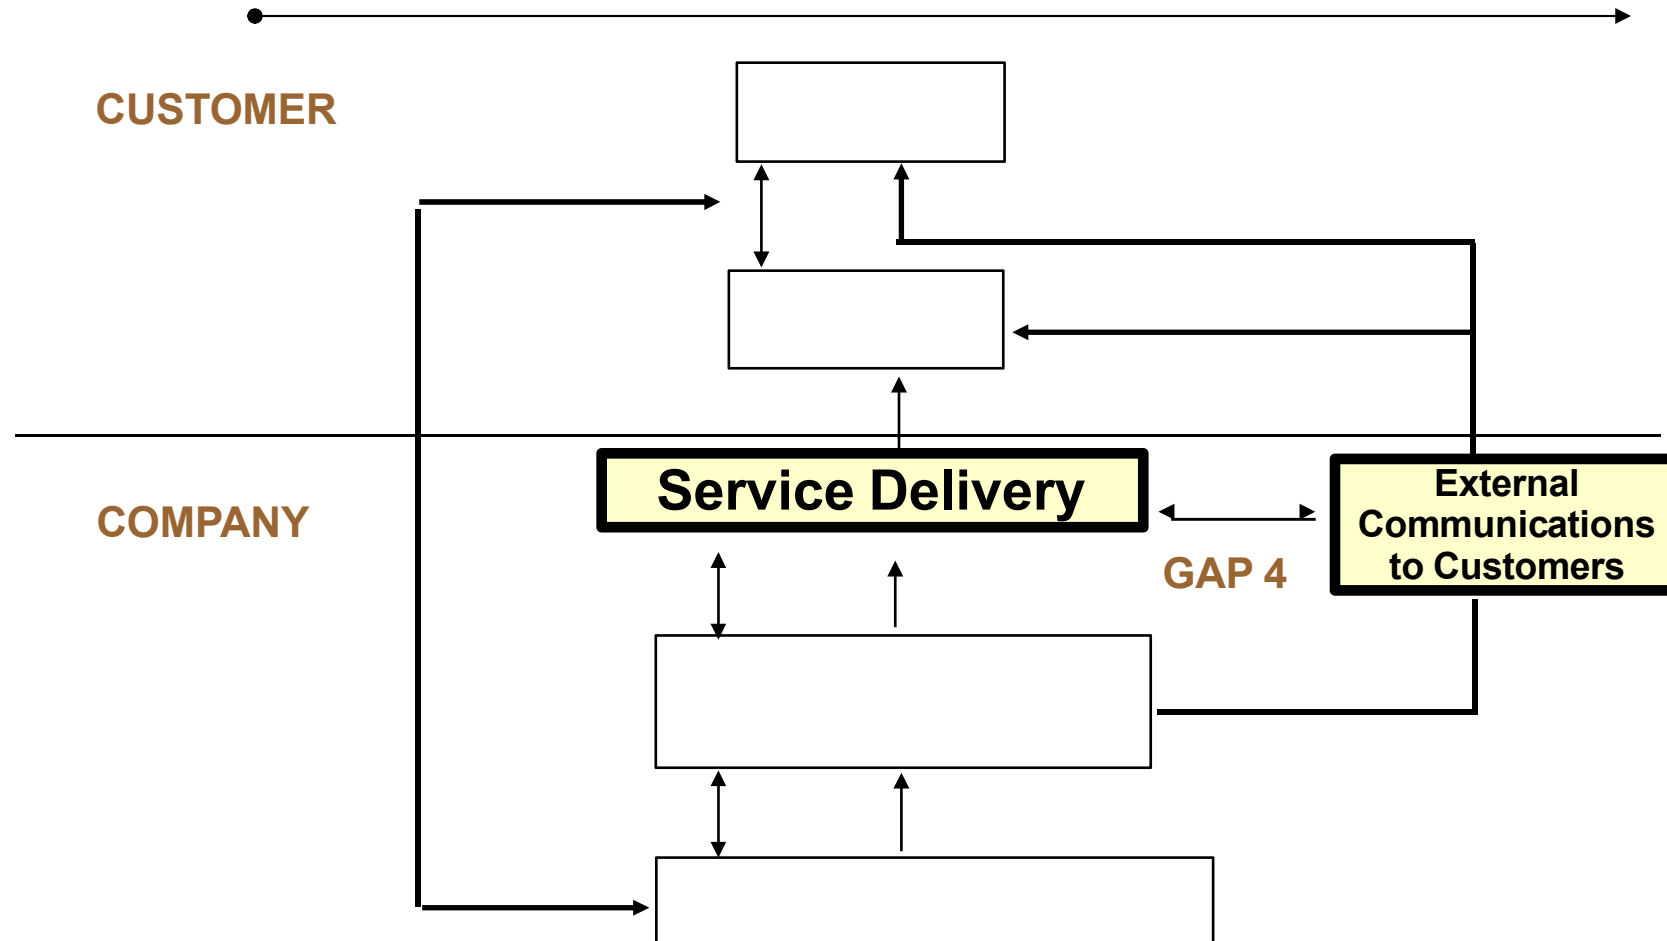 CUSTOMER
Service Delivery
COMPANY
GAP 4
External
Communications
to Customers